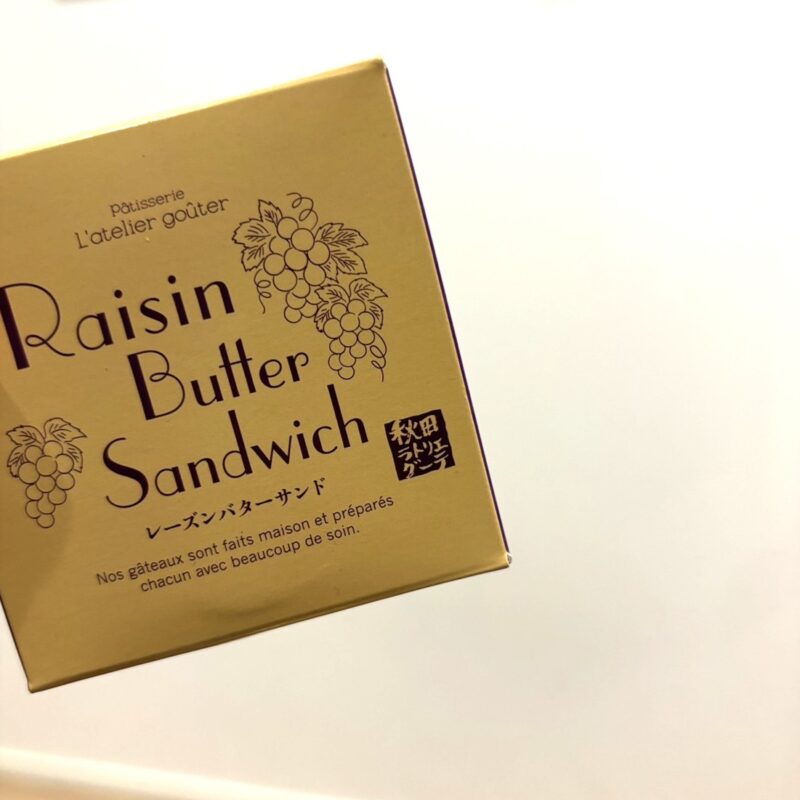 Pâtisserie
L'atelier goûter
Raisin
Butter
Sandwich
レーズンバターサンド
Nos gâteaux sont faits maison et préparés
chacun avec beaucoup de soin.
秋田
ラトリエ
グーテ